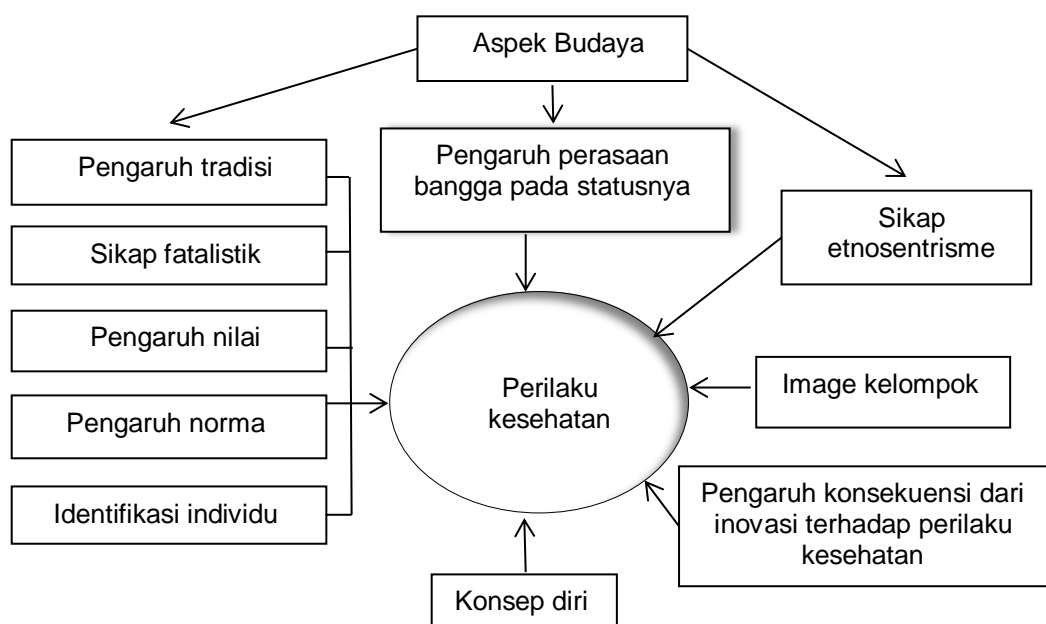 Aspek Budaya
Pengaruh tradisi
Sikap fatalistik
Pengaruh nilai
Pengaruh norma
Identifikasi individu
Pengaruh perasaan
bangga pada statusnya
Perilaku
kesehatan
Konsep diri
Sikap
etnosentrisme
Image kelompok
Pengaruh konsekuensi dari
inovasi terhadap perilaku
kesehatan